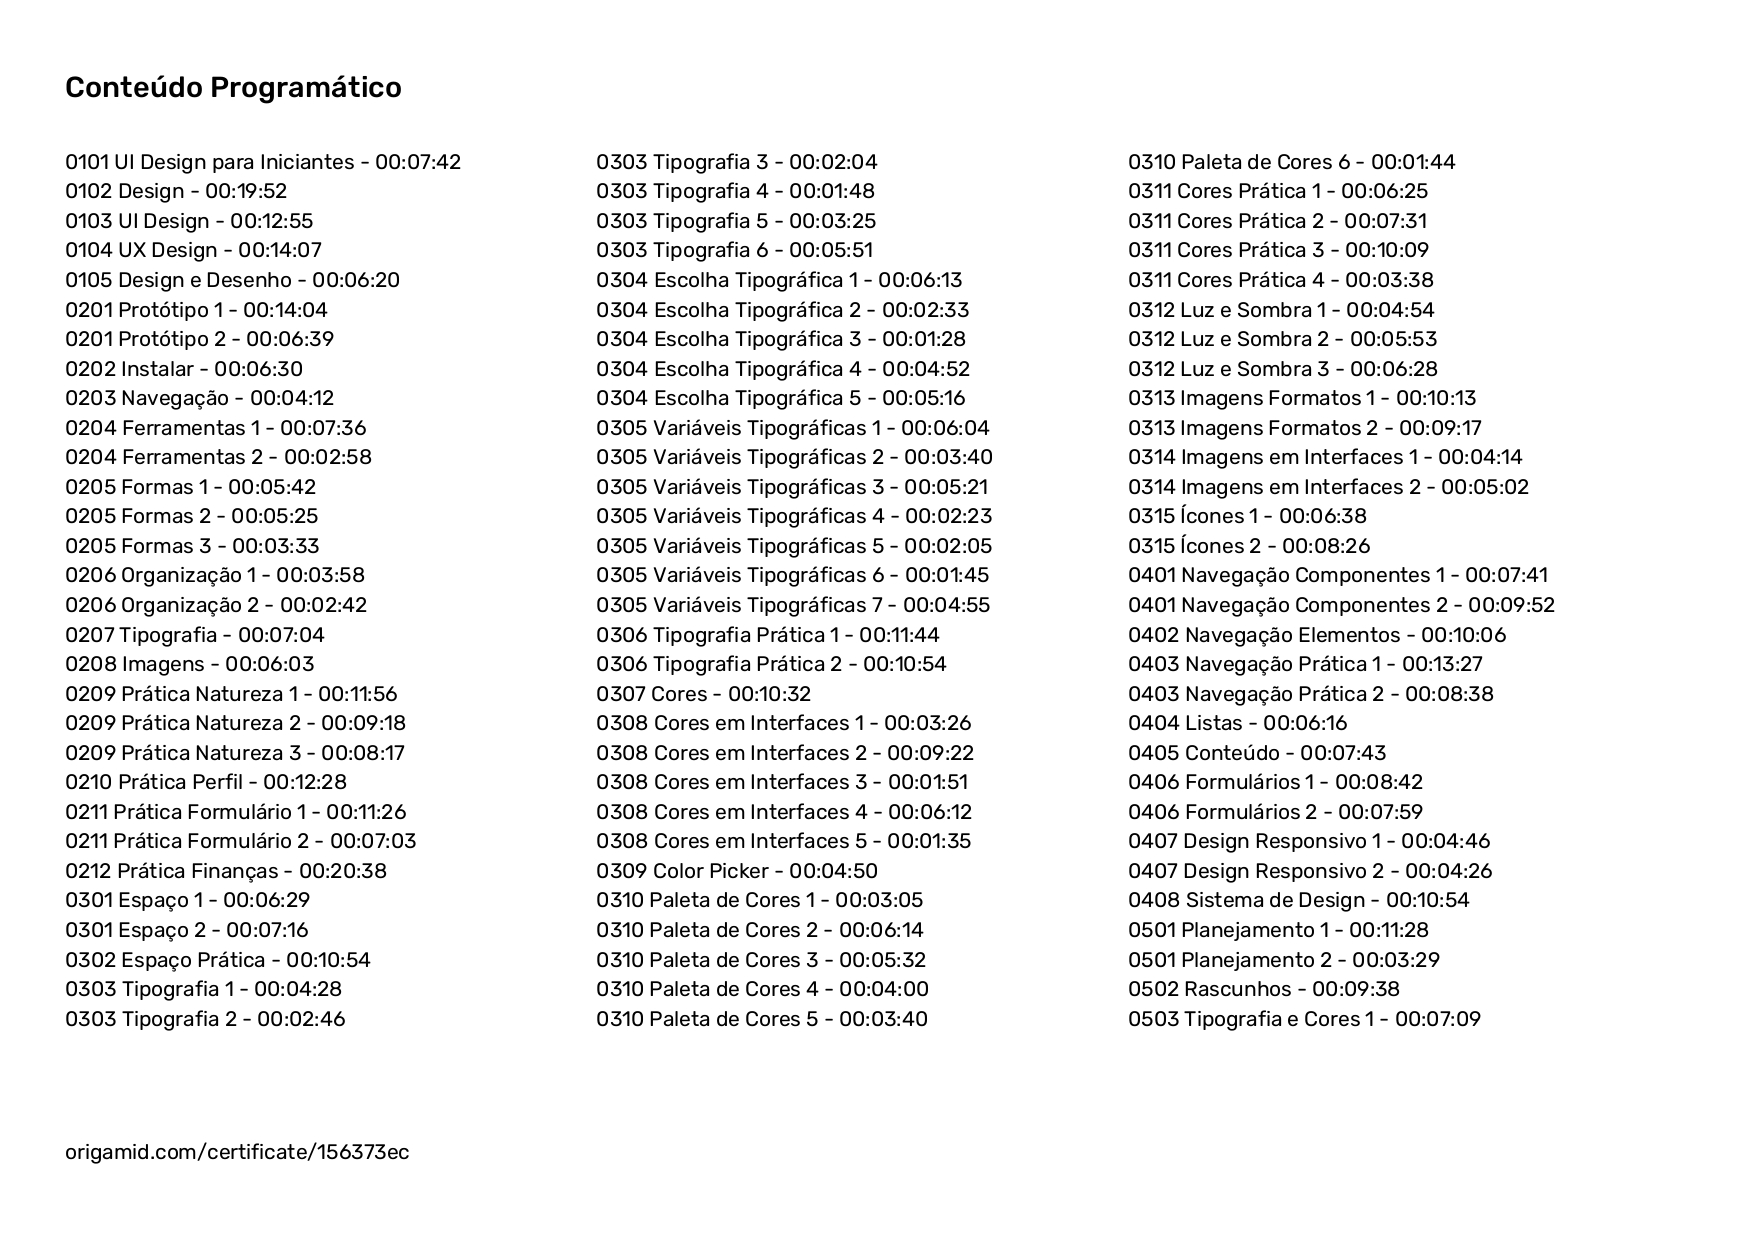 Conteúdo Programático
0101 UI Design para Iniciantes - 00:07:42
0102 Design - 00:19:52
0103 UI Design - 00:12:55
0104 UX Design - 00:14:07
0105 Design e Desenho - 00:06:20
0201 Protótipo 1 - 00:14:04
0201 Protótipo 2 - 00:06:39
0202 Instalar - 00:06:30
0203 Navegação - 00:04:12
0204 Ferramentas 1 - 00:07:36
0204 Ferramentas 2 - 00:02:58
0205 Formas 1 - 00:05:42
0205 Formas 2 - 00:05:25
0205 Formas 3 - 00:03:33
0206 Organização 1 - 00:03:58
0206 Organização 2 - 00:02:42
0207 Tipografia - 00:07:04
0208 Imagens - 00:06:03
0209 Prática Natureza 1 - 00:11:56
0209 Prática Natureza 2 - 00:09:18
0209 Prática Natureza 3 - 00:08:17
0210 Prática Perfil - 00:12:28
0211 Prática Formulário 1 - 00:11:26
0211 Prática Formulário 2 - 00:07:03
0212 Prática Finanças - 00:20:38
0301 Espaço 1 - 00:06:29
0301 Espaço 2 - 00:07:16
0302 Espaço Prática - 00:10:54
0303 Tipografia 1 - 00:04:28
0303 Tipografia 2 - 00:02:46
0303 Tipografia 3 - 00:02:04
0303 Tipografia 4 - 00:01:48
0303 Tipografia 5 - 00:03:25
0303 Tipografia 6 - 00:05:51
0304 Escolha Tipográfica 1 - 00:06:13
0304 Escolha Tipográfica 2 - 00:02:33
0304 Escolha Tipográfica 3 - 00:01:28
0304 Escolha Tipográfica 4 - 00:04:52
0304 Escolha Tipográfica 5 - 00:05:16
0305 Variáveis Tipográficas 1 - 00:06:04
0305 Variáveis Tipográficas 2 - 00:03:40
0305 Variáveis Tipográficas 3 - 00:05:21
0305 Variáveis Tipográficas 4 - 00:02:23
0305 Variáveis Tipográficas 5 - 00:02:05
0305 Variáveis Tipográficas 6 - 00:01:45
0305 Variáveis Tipográficas 7 - 00:04:55
0306 Tipografia Prática 1 - 00:11:44
0306 Tipografia Prática 2 - 00:10:54
0307 Cores - 00:10:32
0308 Cores em Interfaces 1 - 00:03:26
0308 Cores em Interfaces 2 - 00:09:22
0308 Cores em Interfaces 3 - 00:01:51
0308 Cores em Interfaces 4 - 00:06:12
0308 Cores em Interfaces 5 - 00:01:35
0309 Color Picker - 00:04:50
0310 Paleta de Cores 1 - 00:03:05
0310 Paleta de Cores 2 - 00:06:14
0310 Paleta de Cores 3 - 00:05:32
0310 Paleta de Cores 4 - 00:04:00
0310 Paleta de Cores 5 - 00:03:40
0310 Paleta de Cores 6 - 00:01:44
0311 Cores Prática 1 - 00:06:25
0311 Cores Prática 2 - 00:07:31
0311 Cores Prática 3 - 00:10:09
0311 Cores Prática 4 - 00:03:38
0312 Luz e Sombra 1 - 00:04:54
0312 Luz e Sombra 2 - 00:05:53
0312 Luz e Sombra 3 - 00:06:28
0313 Imagens Formatos 1 - 00:10:13
0313 Imagens Formatos 2 - 00:09:17
0314 Imagens em Interfaces 1 - 00:04:14
0314 Imagens em Interfaces 2 - 00:05:02
0315 Ícones 1 - 00:06:38
0315 Ícones 2 - 00:08:26
0401 Navegação Componentes 1 - 00:07:41
0401 Navegação Componentes 2 - 00:09:52
0402 Navegação Elementos - 00:10:06
0403 Navegação Prática 1 - 00:13:27
0403 Navegação Prática 2 - 00:08:38
0404 Listas - 00:06:16
0405 Conteúdo - 00:07:43
0406 Formulários 1 - 00:08:42
0406 Formulários 2 - 00:07:59
0407 Design Responsivo 1 - 00:04:46
0407 Design Responsivo 2 - 00:04:26
0408 Sistema de Design - 00:10:54
0501 Planejamento 1 - 00:11:28
0501 Planejamento 2 - 00:03:29
0502 Rascunhos - 00:09:38
0503 Tipografia e Cores 1 - 00:07:09
origamid.com/certificate/156373ec